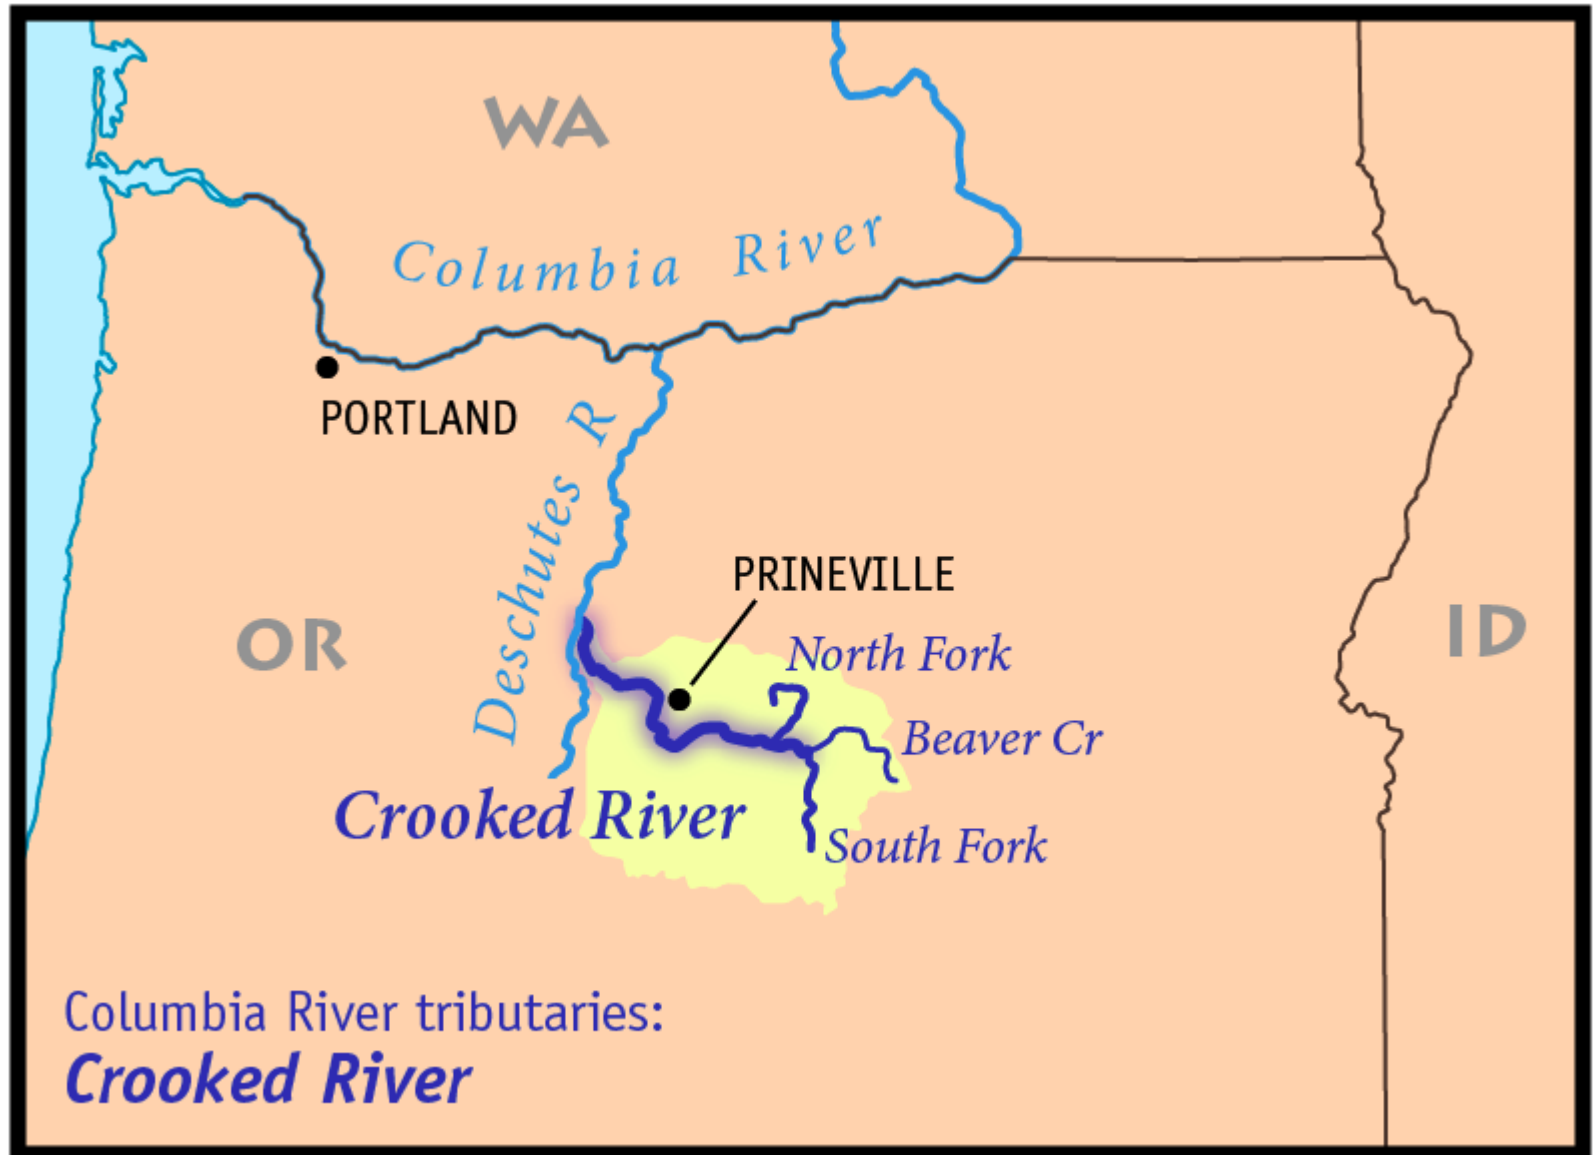 WA
Columbia River
PORTLAND
Deschutes R
PRINEVILLE
OR
ID
North Fork
Beaver Cr
Crooked River
South Fork
Columbia River tributaries:
Crooked River